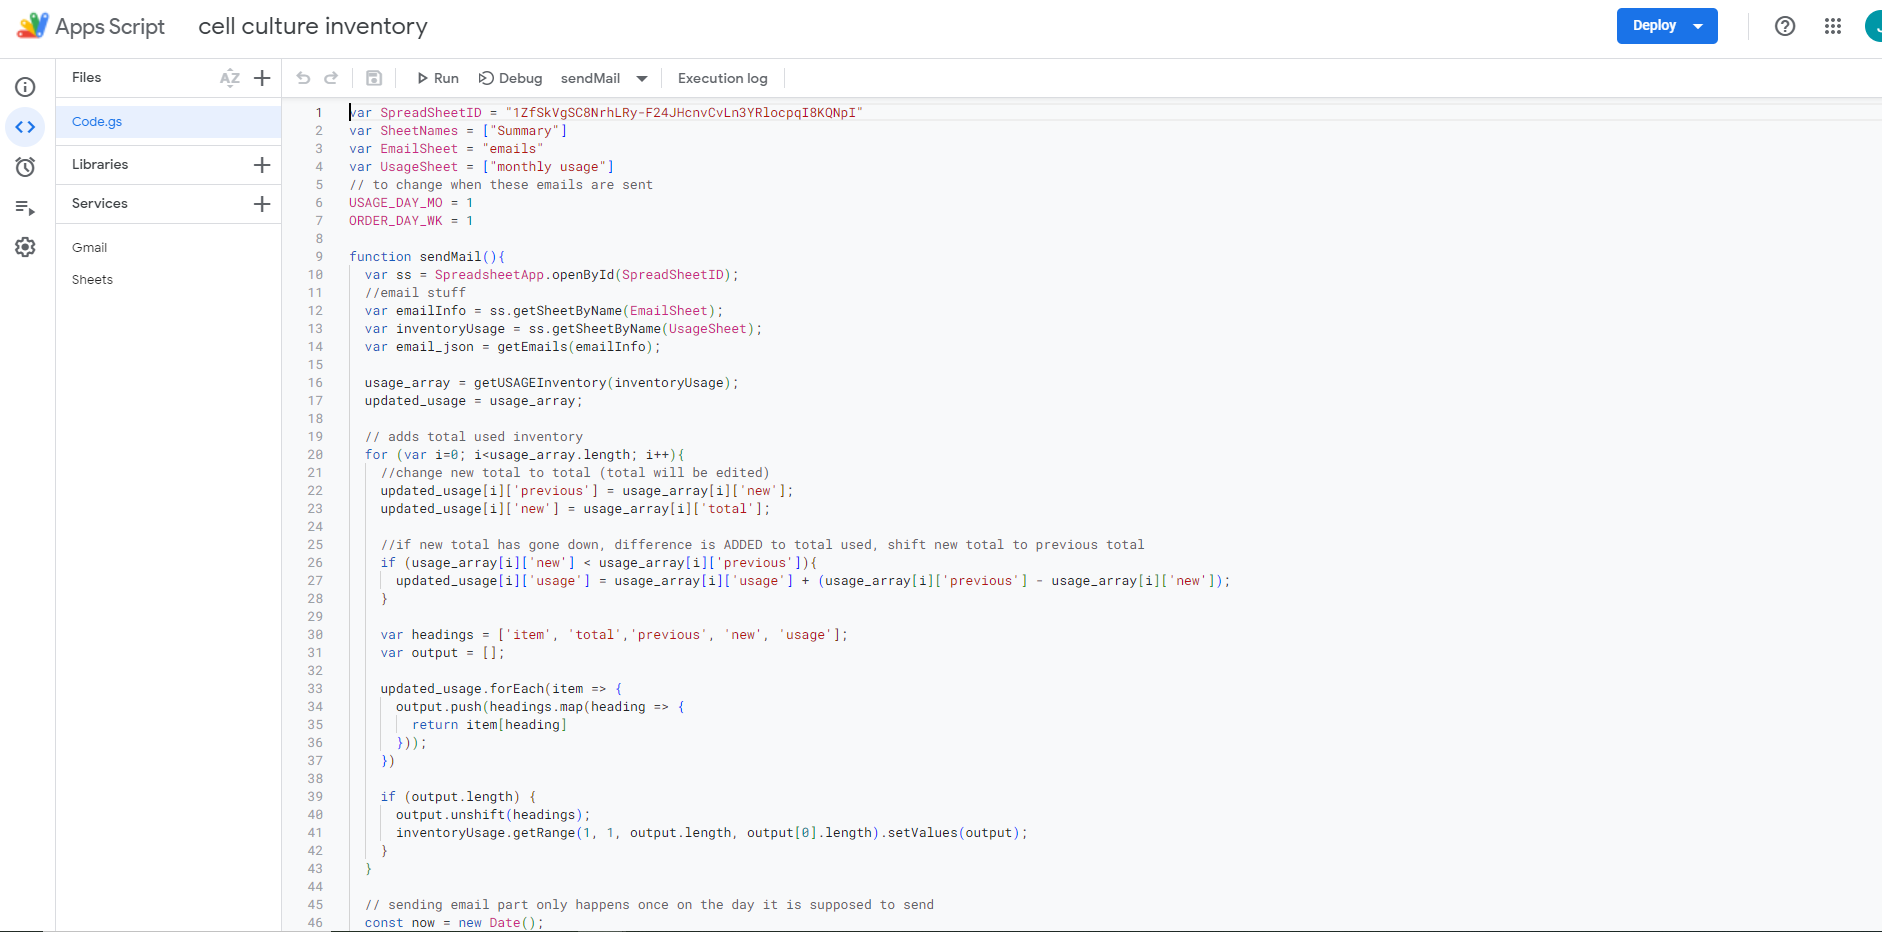 Apps Script
cell culture inventory
Deploy
Files
AZ
Run
Debug
sendMail
Execution log
Code.gs
Libraries
Services
Gmail
Sheets
1 var SpreadSheetID = "1ZfSkVgSC8NrhLRy-F24JHcnvCvLn3YRlocpqI8KQNpI"
2 var SheetNames = ["Summary"]
3 var EmailSheet = "emails"
4 var UsageSheet = ["monthly usage"]
5 // to change when these emails are sent
6 USAGE_DAY_MO = 1
7 ORDER_DAY_WK = 1
8
9 function sendMail(){
10 var ss = SpreadsheetApp.openById(SpreadSheetID);
11 //email stuff
12 var emailInfo = ss.getSheetByName(EmailSheet);
13 var inventoryUsage = ss.getSheetByName(UsageSheet);
14 var email_json = getEmails(emailInfo);
15
16 usage_array = getUSAGEInventory(inventoryUsage);
17 updated_usage = usage_array;
18
19 // adds total used inventory
20 for (var i=0; i<usage_array.length; i++){
21 //change new total to total (total will be edited)
22 updated_usage[i]['previous'] = usage_array[i]['new'];
23 updated_usage[i]['new'] = usage_array[i]['total'];
24
25 //if new total has gone down, difference is ADDED to total used, shift new total to previous total
26 if (usage_array[i]['new'] < usage_array[i]['previous']){
27 updated_usage[i]['usage'] = usage_array[i]['usage'] + (usage_array[i]['previous'] - usage_array[i]['new']);
28 }
29
30 var headings = ['item', 'total','previous', 'new', 'usage'];
31 var output = [];
32
33 updated_usage.forEach(item => {
34 output.push(headings.map(heading => {
35 return item[heading]
36 }));
37 })
38
39 if (output.length) {
40 output.unshift(headings);
41 inventoryUsage.getRange(1, 1, output.length, output[0].length).setValues(output);
42 }
43 }
44
45 // sending email part only happens once on the day it is supposed to send
46 const now = new Date();